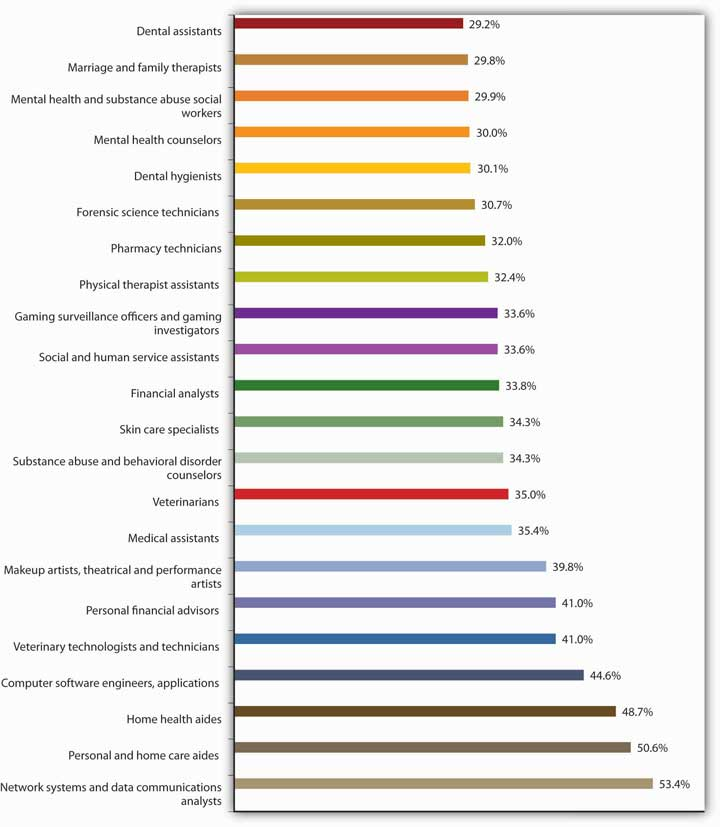 Dental assistants 29.2%
Marriage and family therapists 29.8%
Mental health and substance abuse social
workers 29.9%
Mental health counselors 30.0%
Dental hygienists 30.1%
Forensic science technicians 30.7%
Pharmacy technicians 32.0%
Physical therapist assistants 32.4%
Gaming surveillance officers and gaming
investigators 33.6%
Social and human service assistants 33.6%
Financial analysts 33.8%
Skin care specialists 34.3%
Substance abuse and behavioral disorder
counselors 34.3%
Veterinarians 35.0%
Medical assistants 35.4%
Makeup artists, theatrical and performance
artists 39.8%
Personal financial advisors 41.0%
Veterinary technologists and technicians 41.0%
Computer software engineers, applications 44.6%
Home health aides 48.7%
Personal and home care aides 50.6%
Network systems and data communications
analysts 53.4%